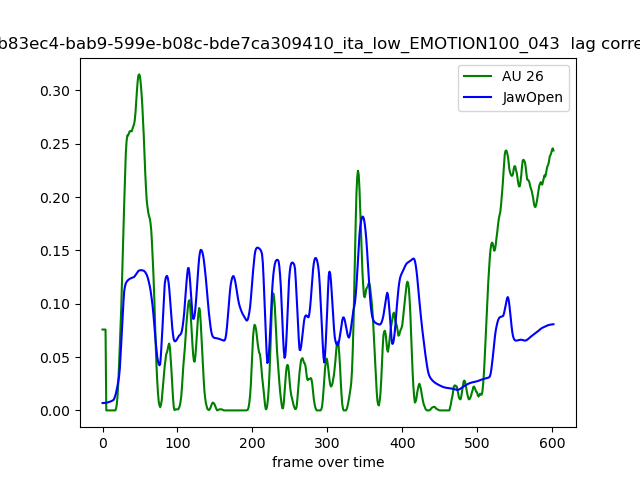 b83ec4-bab9-599e-b08c-bde7ca309410_ita_low_EMOTION100_043 lag corre
AU 26
JawOpen
0.30
0.25
0.20
0.15
0.10
0.05
0.00
0 100 200 300 400 500 600
frame over time